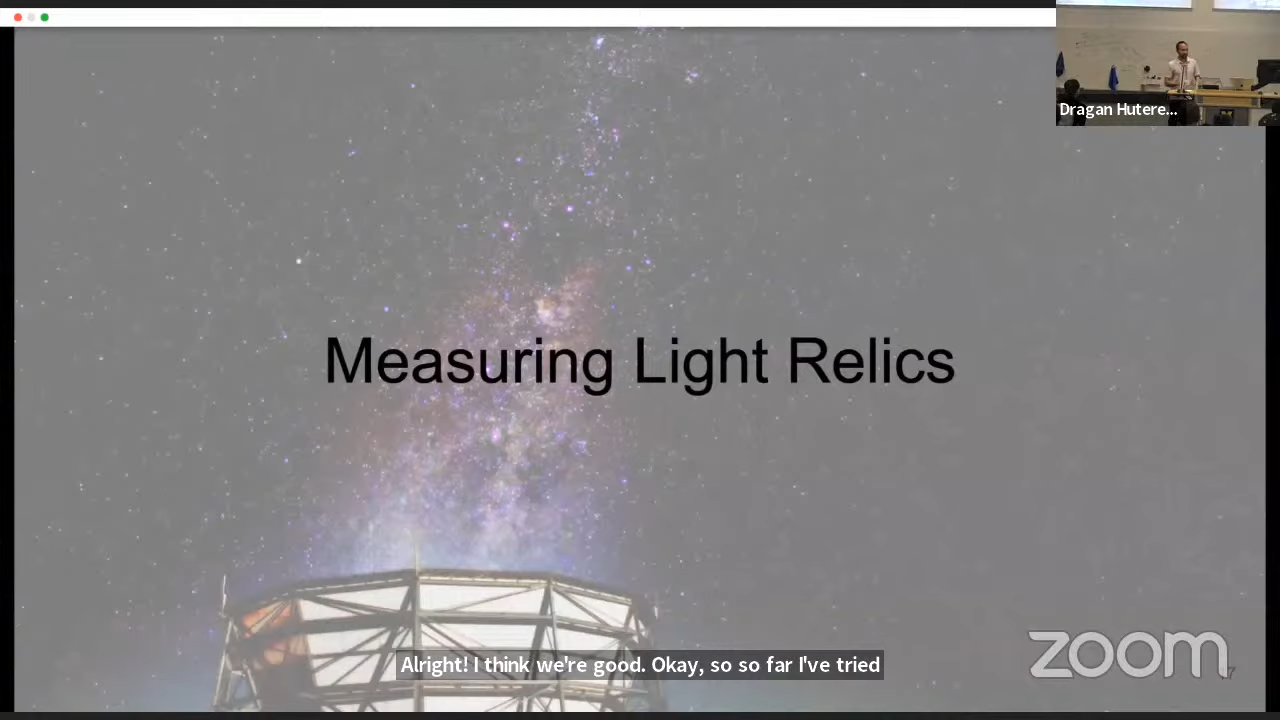 Dragan Hutere...
Measuring Light Relics
Alright! I think we're good. Okay, so so far I've tried
zoom